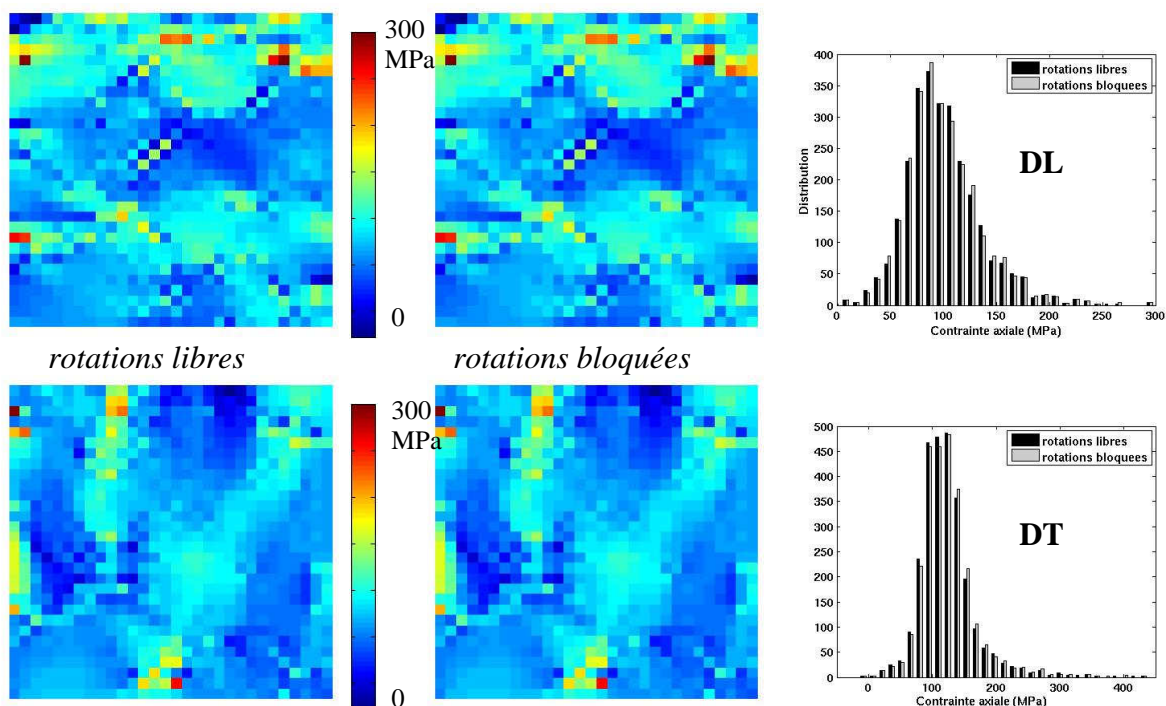 300
MPa
0
rotations libres
rotations bloquées
300
MPa
0
400
350
300
250
200
150
100
50
0
Distribution
0 50 100 150 200 250 300
Contrainte axiale (MPa)
rotations libres
rotations bloquees
DL
500
450
400
350
300
250
200
150
100
50
0
0 100 200 300 400
Contrainte axiale (MPa)
rotations libres
rotations bloquees
DT